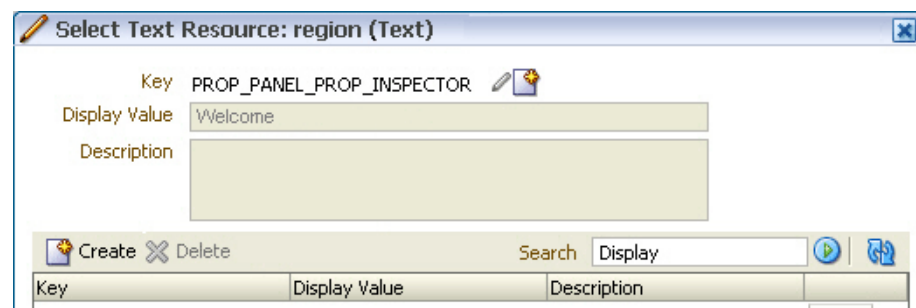 Select Text Resource: region (Text)
Key PROP_PANEL_PROP_INSPECTOR
Display Value Welcome
Description
Create Delete Search Display
Key Display Value Description